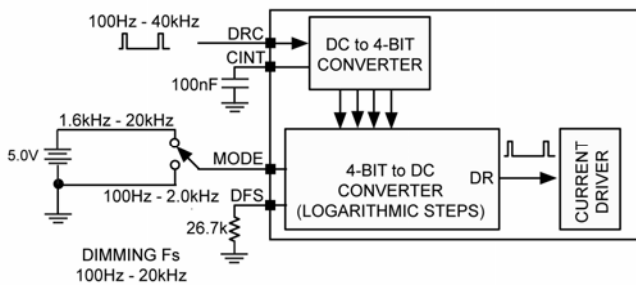 100Hz - 40kHz
DRC
CINT
100nF
DC to 4-BIT
CONVERTER
1.6kHz - 20kHz
5.0V
MODE
100Hz - 2.0kHz
DFS
26.7k
4-BIT to DC
CONVERTER
(LOGARITHMIC STEPS)
DR
CURRENT
DRIVER
DIMMING Fs
100Hz - 20kHz